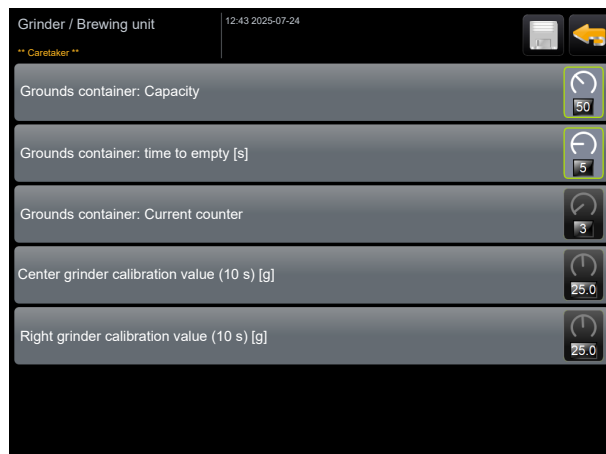 Grinder / Brewing unit
12:43 2025-07-24
** Caretaker **
Grounds container: Capacity
50
Grounds container: time to empty [s]
5
Grounds container: Current counter
3
Center grinder calibration value (10 s) [g]
25.0
Right grinder calibration value (10 s) [g]
25.0